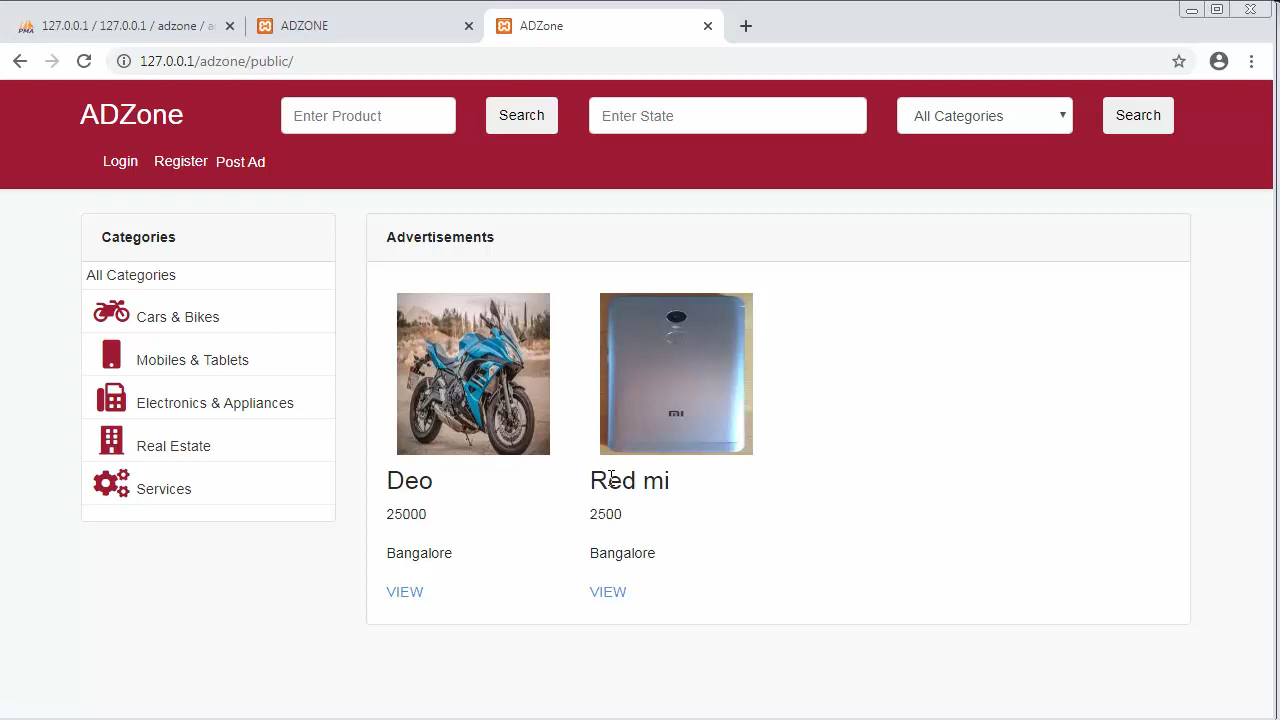 127.0.0.1 / 127.0.0.1 / adzone /
ADZONE
ADZone
127.0.0.1/adzone/public/
ADZone
Enter Product
Search
Enter State
All Categories
Search
Login Register Post Ad
Categories
All Categories
Cars & Bikes
Mobiles & Tablets
Electronics & Appliances
Real Estate
Services
Advertisements
mi
Deo
25000
Bangalore
VIEW
Red mi
2500
Bangalore
VIEW